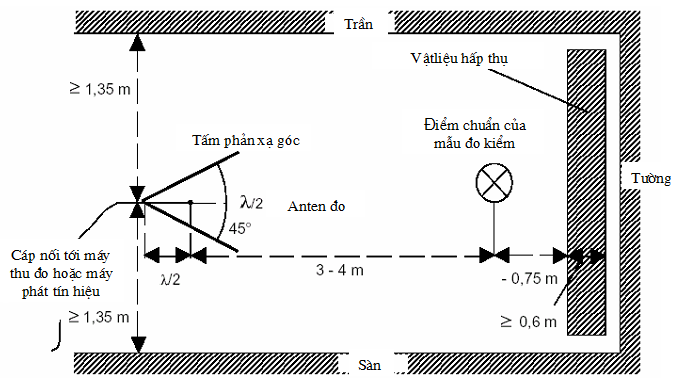 Trần
Vậtliệu hấp thụ
≥ 1,35 m
Tấm phản xạ góc
Điểm chuẩn của
mẫu đo kiểm
Tường
λ/2
Anten đo
45°
Cáp nối tới máy
thu đo hoặc máy
phát tín hiệu
λ/2
3 - 4 m
- 0,75 m
≥ 1,35 m
≥ 0,6 m
Sàn